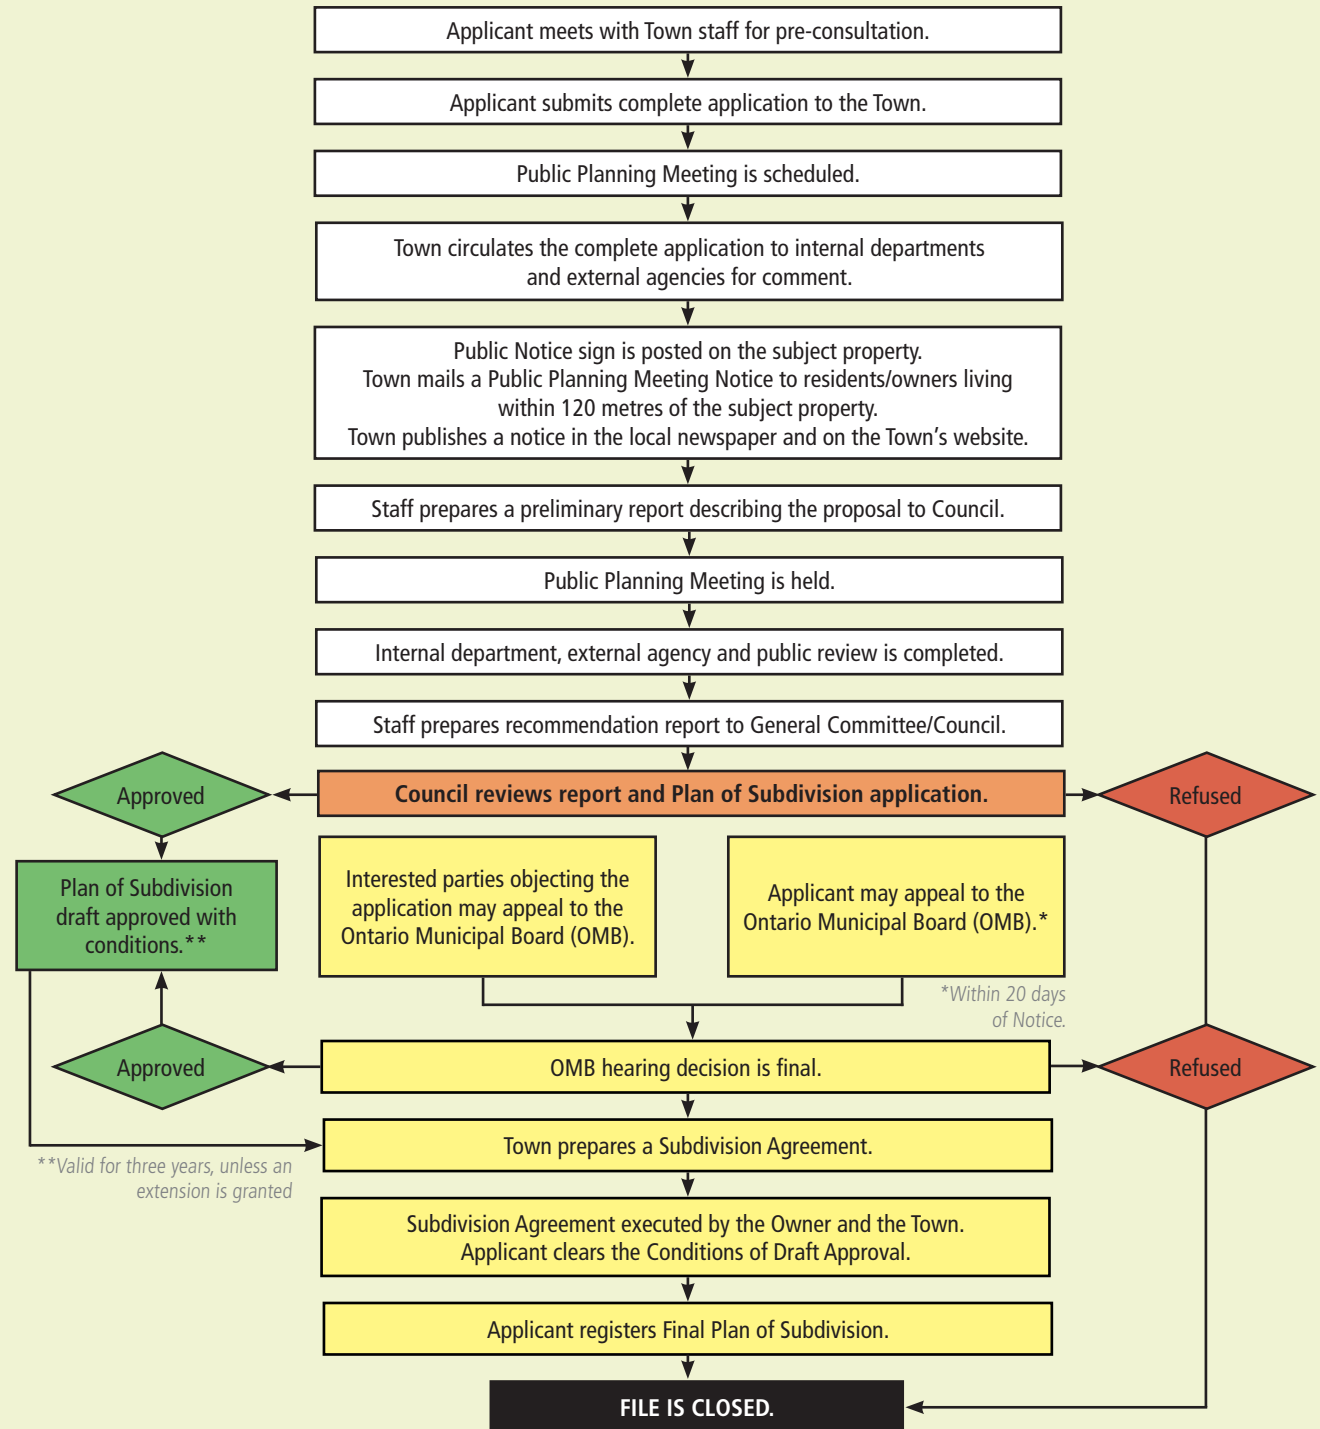 Applicant meets with Town staff for pre-consultation.
Applicant submits complete application to the Town.
Public Planning Meeting is scheduled.
Town circulates the complete application to internal departments
and external agencies for comment.
Public Notice sign is posted on the subject property.
Town mails a Public Planning Meeting Notice to residents/owners living
within 120 metres of the subject property.
Town publishes a notice in the local newspaper and on the Town's website.
Staff prepares a preliminary report describing the proposal to Council.
Public Planning Meeting is held.
Internal department, external agency and public review is completed.
Staff prepares recommendation report to General Committee/Council.
Approved
Council reviews report and Plan of Subdivision application.
Refused
Plan of Subdivision
draft approved with
conditions.**
Interested parties objecting the
application may appeal to the
Ontario Municipal Board (OMB).
Applicant may appeal to the
Ontario Municipal Board (OMB).*
*Within 20 days
of Notice.
Approved
OMB hearing decision is final.
Refused
Town prepares a Subdivision Agreement.
**Valid for three years, unless an
extension is granted
Subdivision Agreement executed by the Owner and the Town.
Applicant clears the Conditions of Draft Approval.
Applicant registers Final Plan of Subdivision.
FILE IS CLOSED.